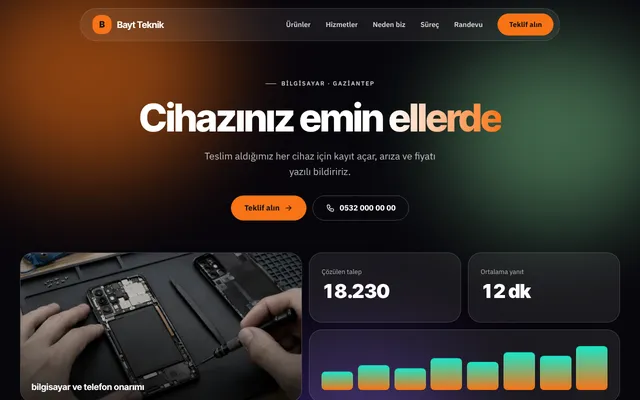 B
Bayt Teknik
Ürünler
Hizmetler
Neden biz
Süreç
Randevu
Teklif alın
BİLGİSAYAR · GAZİANTEP
Cihazınız emin ellerde
Teslim aldığımız her cihaz için kayıt açar, arıza ve fiyatı
yazılı bildiririz.
Teklif alın →
0532 000 00 00
Çözülen talep
18.230
Ortalama yanıt
12 dk
bilgisayar ve telefon onarımı